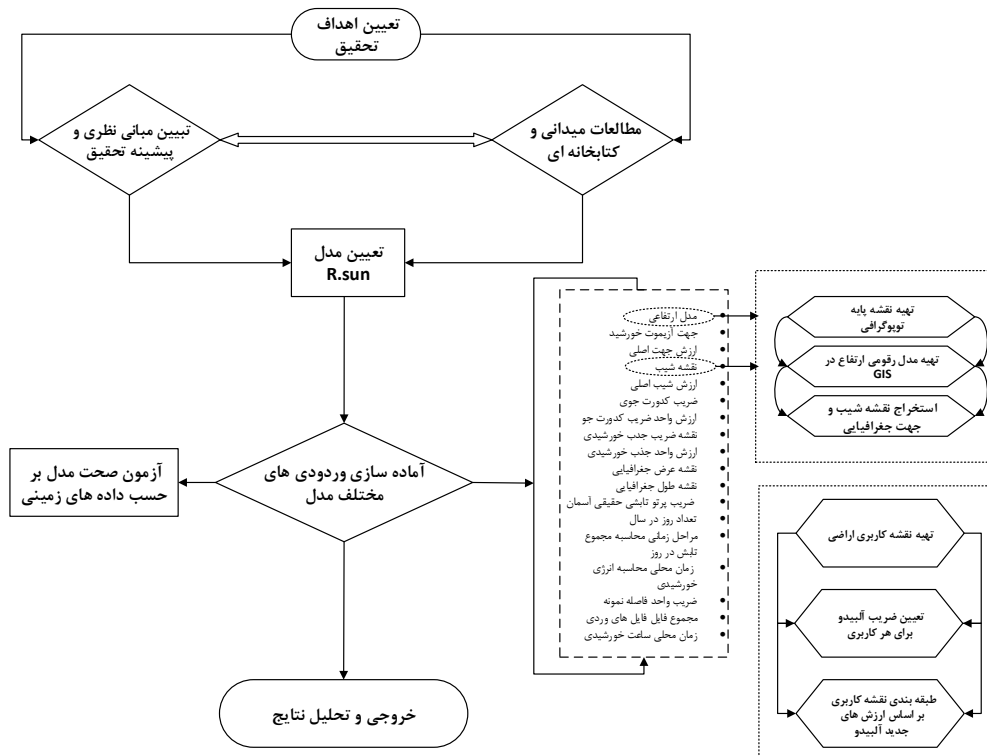 تعیین اهداف
تحقیق
مطالعات میدانی و
کتابخانه ای
تبیین مبانی نظری و
پیشینه تحقیق
تعیین مدل
R.sun
آماده سازی وردودی های
مختلف مدل
آزمون صحت مدل بر
حسب داده های زمینی
خروجی و تحلیل نتایج
مدل ارتفاعی
جهت آزیموت خورشید
ارزش جهت اصلی
نقشه شیب
ارزش شیب اصلی
ضریب کدورت جوی
ارزش واحد ضریب کدورت جو
نقشه ضریب جذب خورشیدی
ارزش واحد جذب خورشیدی
نقشه عرض جغرافیایی
نقشه طول جغرافیایی
ضریب پرتو تابشی حقیقی آسمان
تعداد روز در سال
مراحل زمانی محاسبه مجموع
تابش در روز
زمان محلی محاسبه انرژی
خورشیدی
ضریب واحد فاصله نمونه
مجموع فایل فایل های وردی
زمان محلی ساعت خورشیدی
تهیه نقشه پایه
توپوگرافی
تهیه مدل رقومی ارتفاع در
GIS
استخراج نقشه شیب و
جهت جغرافیایی
تهیه نقشه کاربری اراضی
تعیین ضریب آلبیدو
برای هر کاربری
طبقه بندی نقشه کاربری
بر اساس ارزش های
جدید آلبیدو